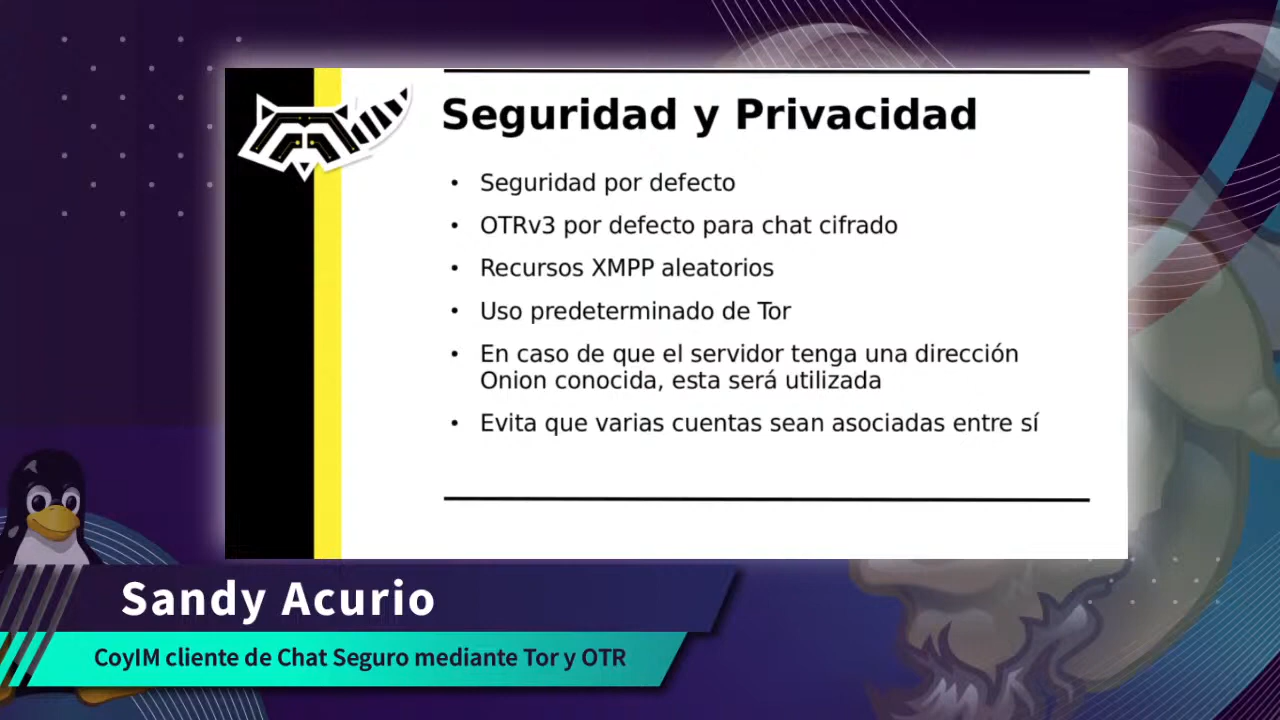 Seguridad y Privacidad
• Seguridad por defecto
• OTRv3 por defecto para chat cifrado
• Recursos XMPP aleatorios
• Uso predeterminado de Tor
• En caso de que el servidor tenga una dirección
Onion conocida, esta será utilizada
• Evita que varias cuentas sean asociadas entre sí
Sandy Acurio
CoyIM cliente de Chat Seguro mediante Tor y OTR